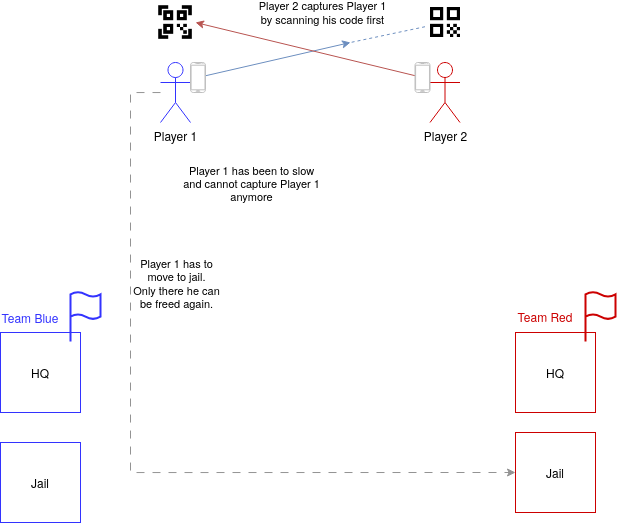 Player 2 captures Player 1
by scanning his code first
Player 1
Player 2
Player 1 has been to slow
and cannot capture Player 1
anymore
Player 1 has to
move to jail.
Only there he can
be freed again.
Team Blue
Team Red
HQ
HQ
Jail
Jail